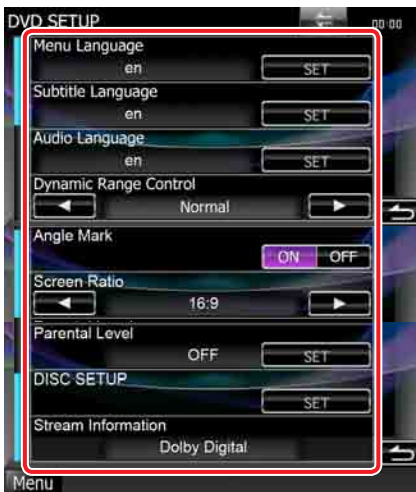 DVD SETUP 00:00
Menu Language
en SET
Subtitle Language
en SET
Audio Language
en SET
Dynamic Range Control
Normal
Angle Mark
ON OFF
Screen Ratio
16:9
Parental Level
OFF SET
DISC SETUP
SET
Stream Information
Dolby Digital
Menu